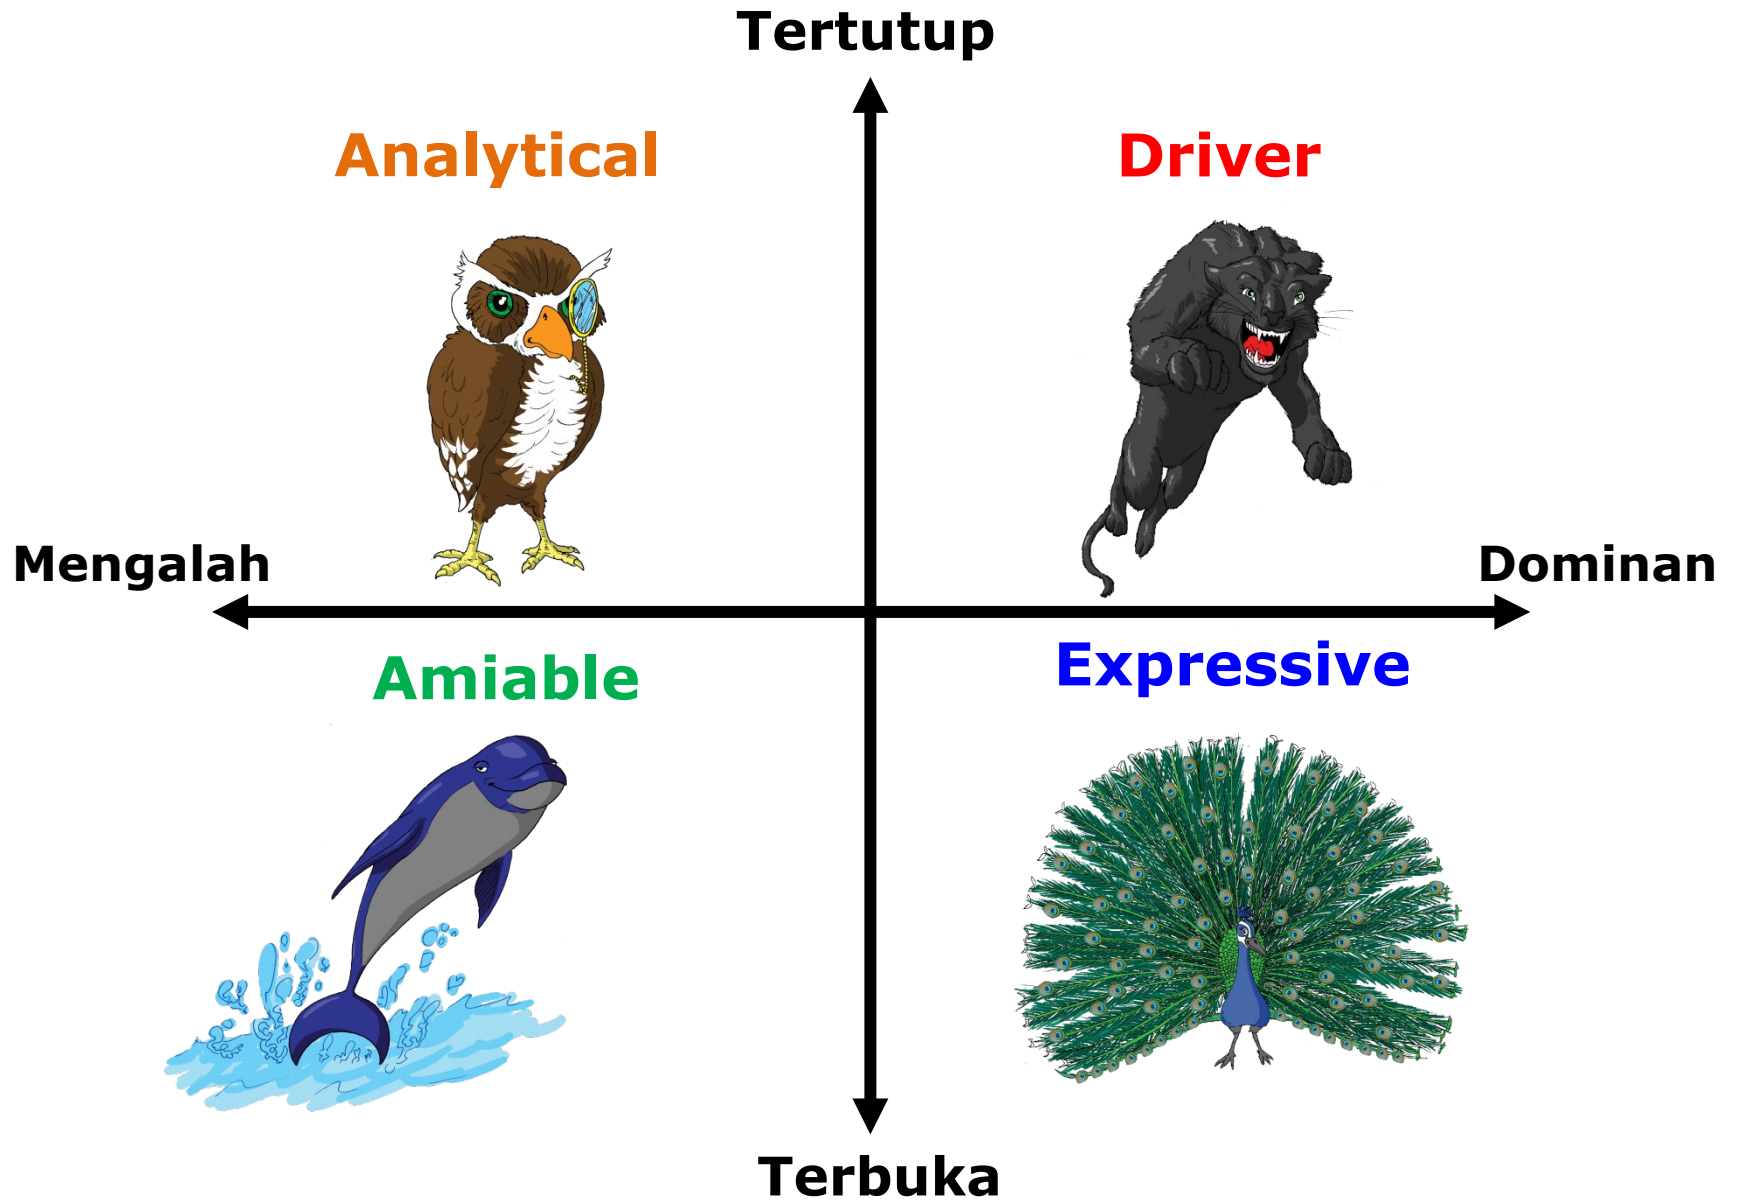 Tertutup
Analytical
Driver
Mengalah
Dominan
Amiable
Expressive
Terbuka